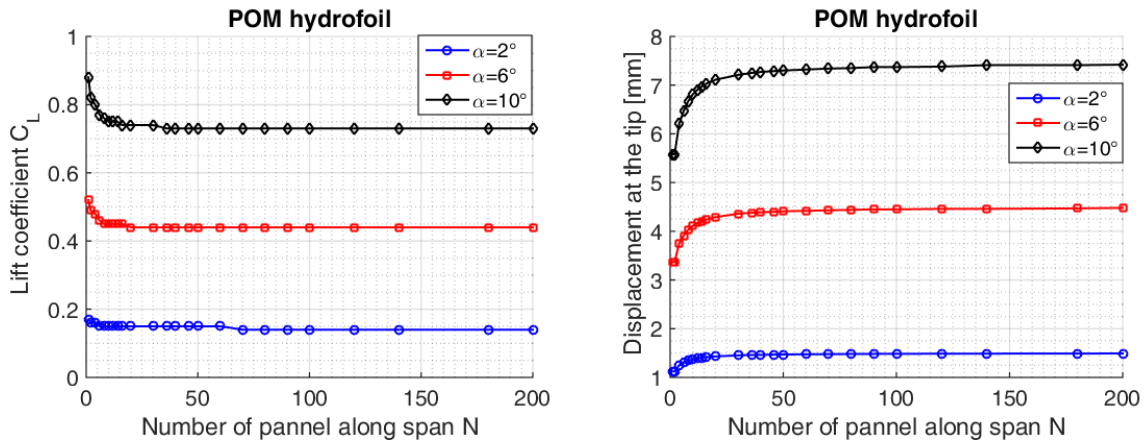 POM hydrofoil
1
0.8
0.6
0.4
0.2
0
0 50 100 150 200
Lift coefficient C_L
Number of pannel along span N
α=2°
α=6°
α=10°
POM hydrofoil
8
7
6
5
4
3
2
1
0 50 100 150 200
Displacement at the tip [mm]
Number of pannel along span N
α=2°
α=6°
α=10°